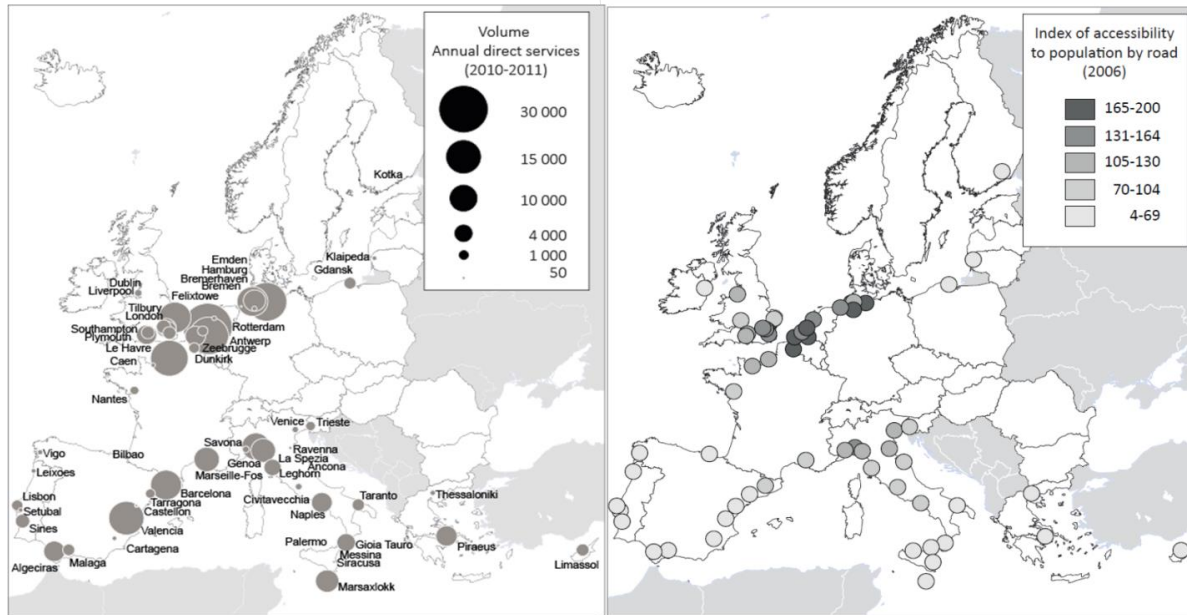 Volume
Annual direct services
(2010-2011)
30 000
15 000
10 000
4 000
1 000
50
Kotka
Emden
Klaipeda
Hamburg
Gdansk
Bremerhaven
Bremen
Dublin
Liverpool
Felixtowe
Tilbury
London
Southampton
Plymouth
Rotterdam
Antwerp
Le Havre
Zeebrugge
Caen
Dunkirk
Nantes
Venice
Trieste
Savona
Bilbao
Ravenna
Vigo
Genoa
La Spezia
Marseille-Fos
Leghorn
Ancona
Leixoes
Lisbon
Barcelona
Civitavecchia
Taranto
Thessaloniki
Setubal
Tarragona
Castellon
Naples
Sines
Valencia
Palermo
Gioia Tauro
Piraeus
Cartagena
Messina
Siracusa
Algeciras
Malaga
Limassol
Marsaxlokk
Index of accessibility
to population by road
(2006)
165-200
131-164
105-130
70-104
4-69